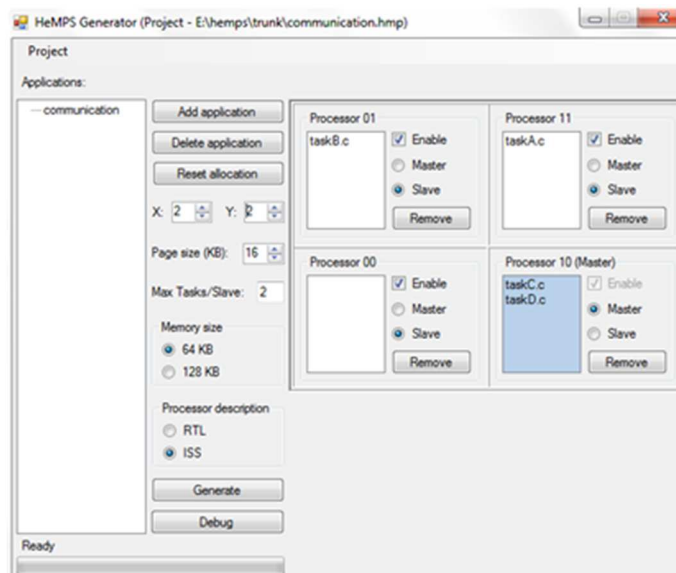 HeMPS Generator (Project - E:\hemps\trunk\communication.hmp)
Project
Applications:
communication
Add application
Delete application
Reset allocation
X: 2 Y: 2
Page size (KB): 16
Max Tasks/Slave: 2
Memory size
64 KB
128 KB
Processor description
RTL
ISS
Generate
Debug
Processor 01
taskB.c
Enable
Master
Slave
Remove
Processor 11
taskA.c
Enable
Master
Slave
Remove
Processor 00
Enable
Master
Slave
Remove
Processor 10 (Master)
taskC.c
taskD.c
Enable
Master
Slave
Remove
Ready